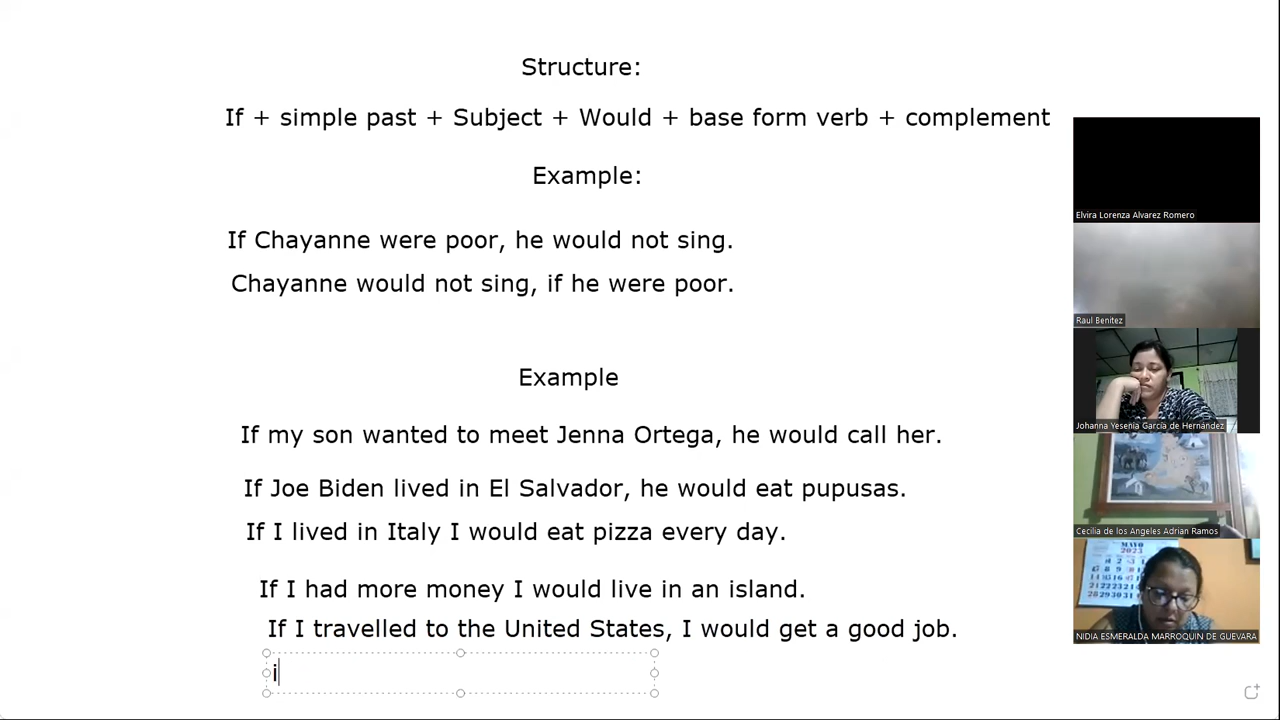 Structure:
If + simple past + Subject + Would + base form verb + complement
Example:
If Chayanne were poor, he would not sing.
Chayanne would not sing, if he were poor.
Example
If my son wanted to meet Jenna Ortega, he would call her.
If Joe Biden lived in El Salvador, he would eat pupusas.
If I lived in Italy I would eat pizza every day.
If I had more money I would live in an island.
If I travelled to the United States, I would get a good job.
i
Elvira Lorenza Alvarez Romero
Raul Benitez
Johanna Yesenia García de Hernández
Cecilia de los Angeles Adrian Ramos
MAYO
2023
NIDIA ESMERALDA MARROQUIN DE GUEVARA